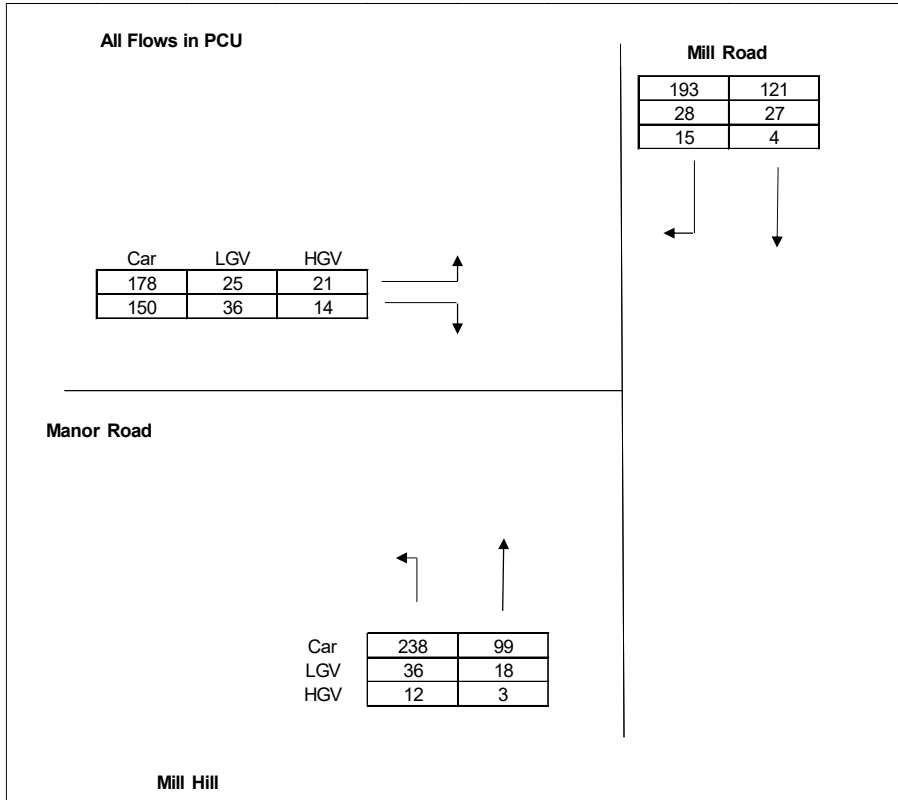 All Flows in PCU
Mill Road
193 121
28 27
15 4
Car LGV HGV
178 25 21
150 36 14
Manor Road
Car 238 99
LGV 36 18
HGV 12 3
Mill Hill